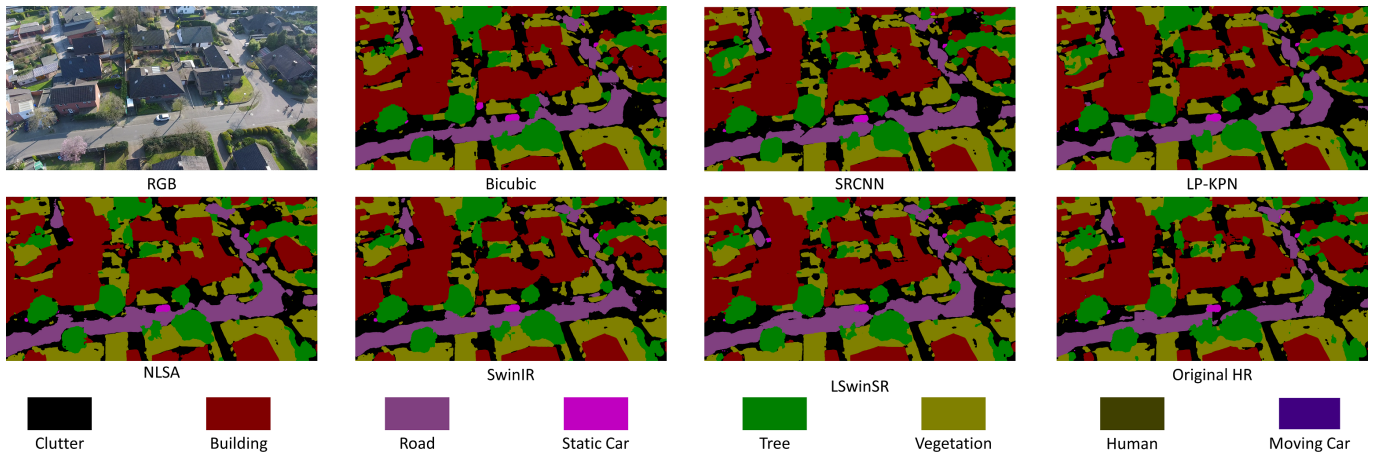 RGB
Bicubic
SRCNN
LP-KPN
NLSA
SwinIR
LSwinSR
Original HR
Clutter
Building
Road
Static Car
Tree
Vegetation
Human
Moving Car